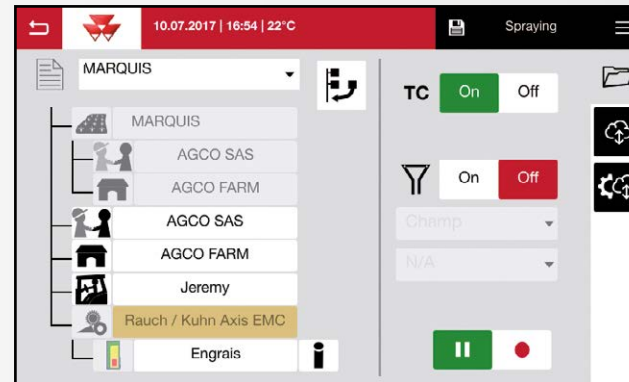 10.07.2017 | 16:54 | 22°C
Spraying
MARQUIS
MARQUIS
AGCO SAS
AGCO FARM
AGCO SAS
AGCO FARM
Jeremy
Rauch / Kuhn Axis EMC
Engrais
TC On Off
On Off
Champ
N/A